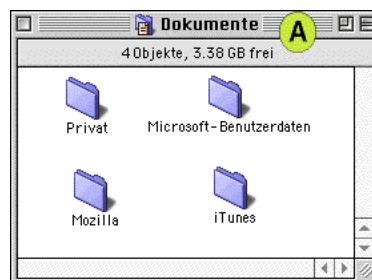 Dokumente
A
4 Objekte, 3.38 GB frei
Privat
Microsoft-Benutzerdaten
Mozilla
iTunes